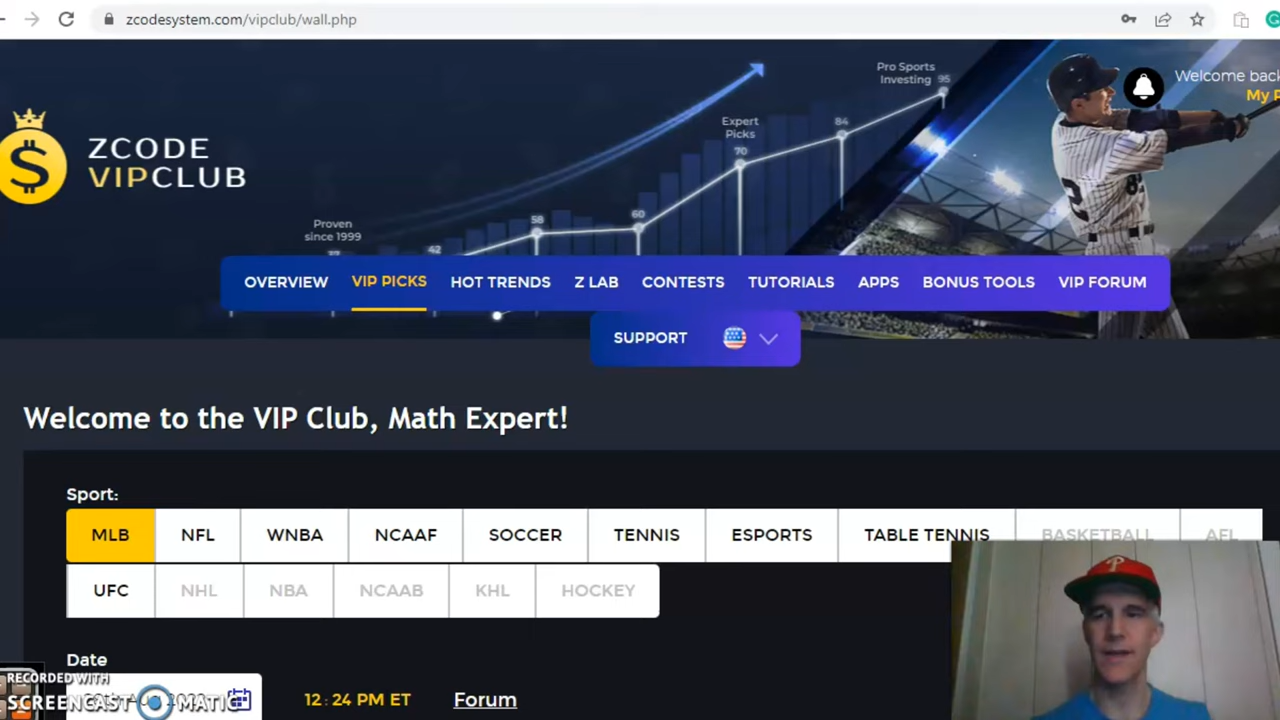 zcodesystem.com/vipclub/wall.php
Pro Sports
Investing 95
Welcome back
My P
Expert
Picks
84
70
ZCODE
VIPCLUB
Proven
since 1999
58
60
42
OVERVIEW VIP PICKS HOT TRENDS Z LAB CONTESTS TUTORIALS APPS BONUS TOOLS VIP FORUM
SUPPORT
Welcome to the VIP Club, Math Expert!
Sport:
MLB NFL WNBA NCAAF SOCCER TENNIS ESPORTS TABLE TENNIS BASKETBALL AFL
UFC NHL NBA NCAAB KHL HOCKEY
Date
12:24 PM ET Forum
RECORDED WITH
SCREENCAST MATIC